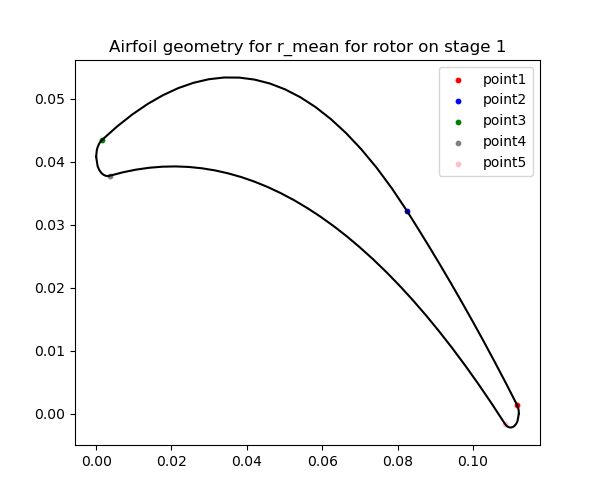 Airfoil geometry for r_mean for rotor on stage 1
point1
point2
point3
point4
point5
0.05
0.04
0.03
0.02
0.01
0.00
0.00 0.02 0.04 0.06 0.08 0.10